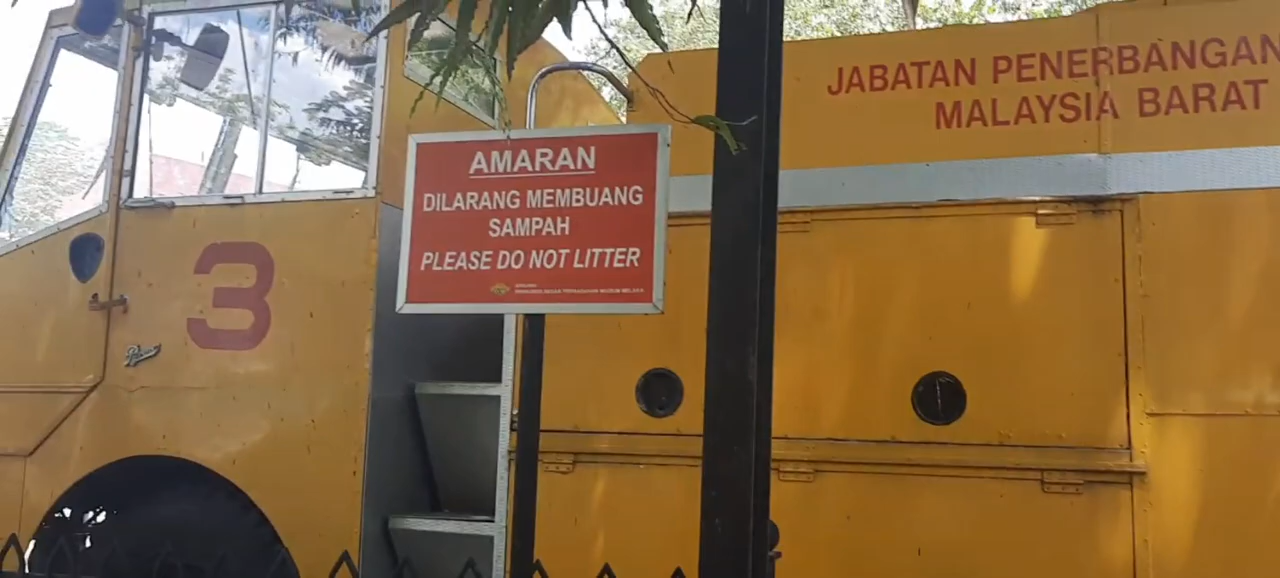 JABATAN PENERBANGAN
MALAYSIA BARAT
AMARAN
DILARANG MEMBUANG
SAMPAH
PLEASE DO NOT LITTER
3